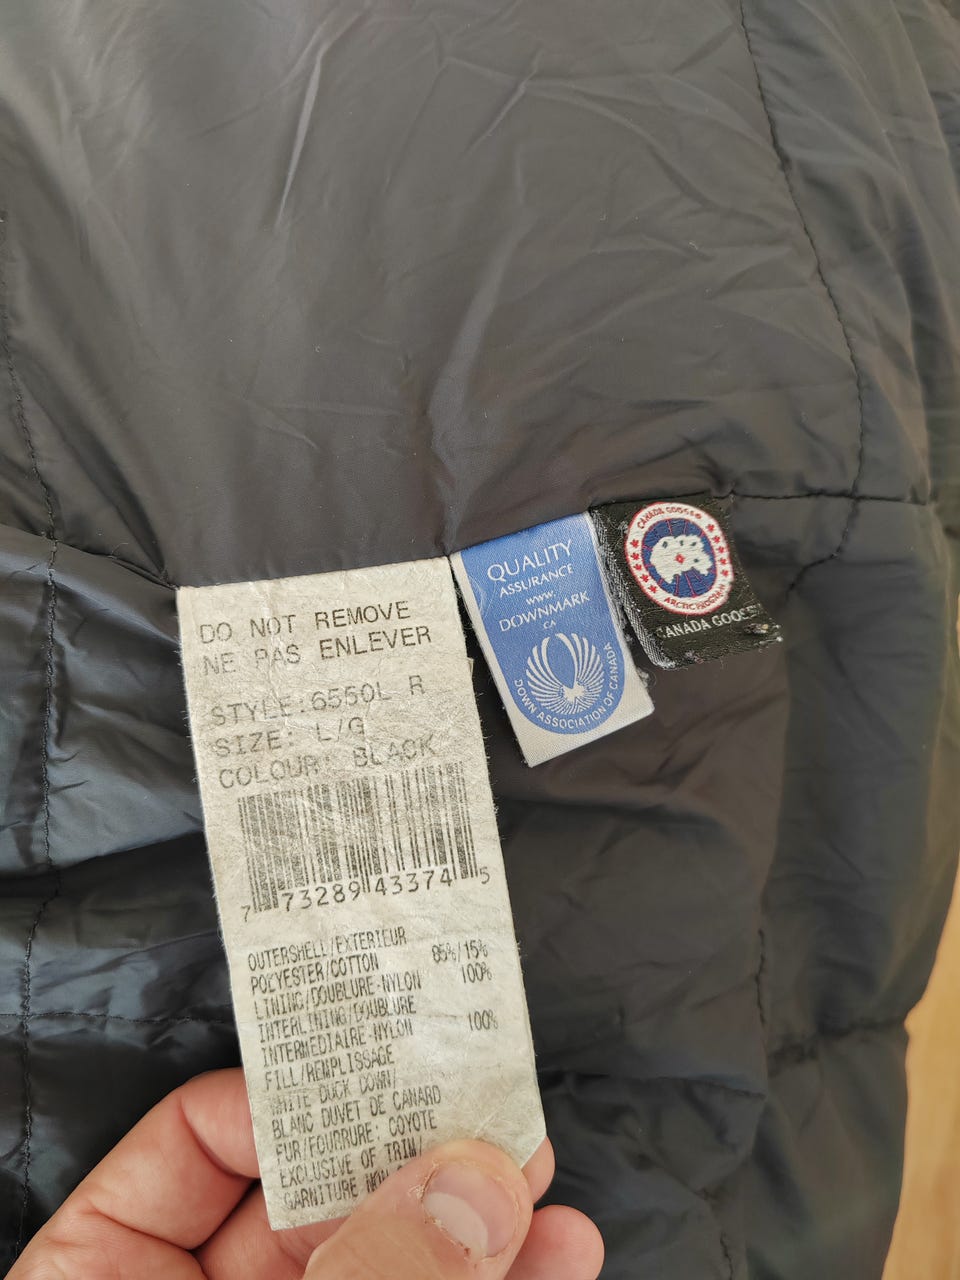 DO NOT REMOVE
NE PAS ENLEVER
STYLE:6550L R
SIZE: L/G
COLOUR: BLACK
7 73289 43374 5
OUTERSHELL/EXTERIEUR
POLYESTER/COTTON 85%/15%
LINING/DOUBLURE-NYLON 100%
INTERLINING/DOUBLURE
INTERMEDIAIRE-NYLON 100%
FILL/REMPLISSAGE
WHITE DUCK DOWN/
BLANC DUVET DE CANARD
FUR/FOURRURE: COYOTE
EXCLUSIVE OF TRIM/
GARNITURE NON
QUALITY
ASSURANCE
www.
DOWNMARK
.CA
DOWN ASSOCIATION OF CANADA
CANADA GOOSE
ARCTIC PROGRAM
CANADA GOOSE